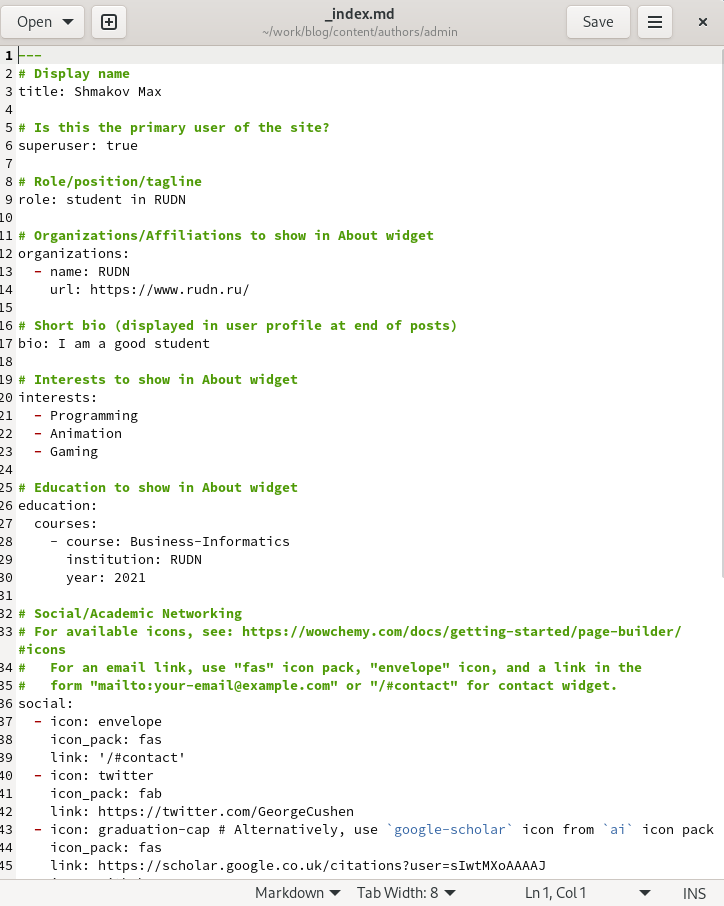 Open
_index.md
~/work/blog/content/authors/admin
Save
1 ---
2 # Display name
3 title: Shmakov Max
4
5 # Is this the primary user of the site?
6 superuser: true
7
8 # Role/position/tagline
9 role: student in RUDN
10
11 # Organizations/Affiliations to show in About widget
12 organizations:
13   - name: RUDN
14     url: https://www.rudn.ru/
15
16 # Short bio (displayed in user profile at end of posts)
17 bio: I am a good student
18
19 # Interests to show in About widget
20 interests:
21   - Programming
22   - Animation
23   - Gaming
24
25 # Education to show in About widget
26 education:
27   courses:
28     - course: Business-Informatics
29       institution: RUDN
30       year: 2021
31
32 # Social/Academic Networking
33 # For available icons, see: https://wowchemy.com/docs/getting-started/page-builder/
#icons
34 #   For an email link, use "fas" icon pack, "envelope" icon, and a link in the
35 #   form "mailto:your-email@example.com" or "/#contact" for contact widget.
36 social:
37   - icon: envelope
38     icon_pack: fas
39     link: '/#contact'
40   - icon: twitter
41     icon_pack: fab
42     link: https://twitter.com/GeorgeCushen
43   - icon: graduation-cap # Alternatively, use `google-scholar` icon from `ai` icon pack
44     icon_pack: fas
45     link: https://scholar.google.co.uk/citations?user=sIwtMXoAAAAJ
Markdown
Tab Width: 8
Ln 1, Col 1
INS